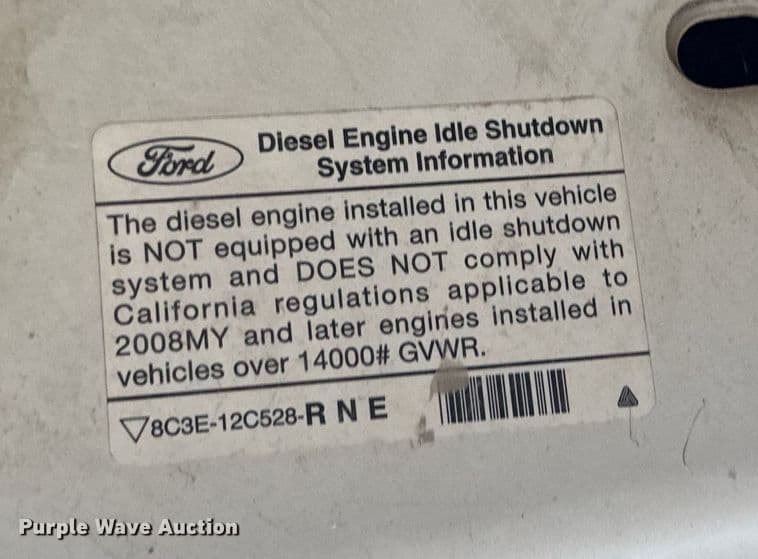 Ford
Diesel Engine Idle Shutdown
System Information
The diesel engine installed in this vehicle
is NOT equipped with an idle shutdown
system and DOES NOT comply with
California regulations applicable to
2008MY and later engines installed in
vehicles over 14000# GVWR.
8C3E-12C528-R N E
Purple Wave Auction